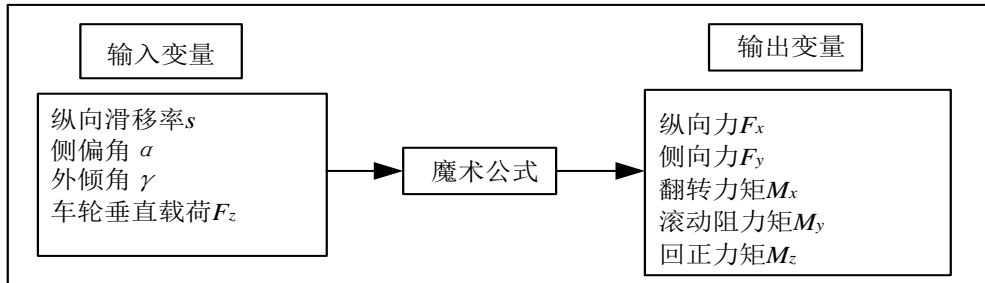 输入变量
纵向滑移率s
侧偏角 α
外倾角 γ
车轮垂直载荷Fz
魔术公式
输出变量
纵向力Fx
侧向力Fy
翻转力矩Mx
滚动阻力矩My
回正力矩Mz